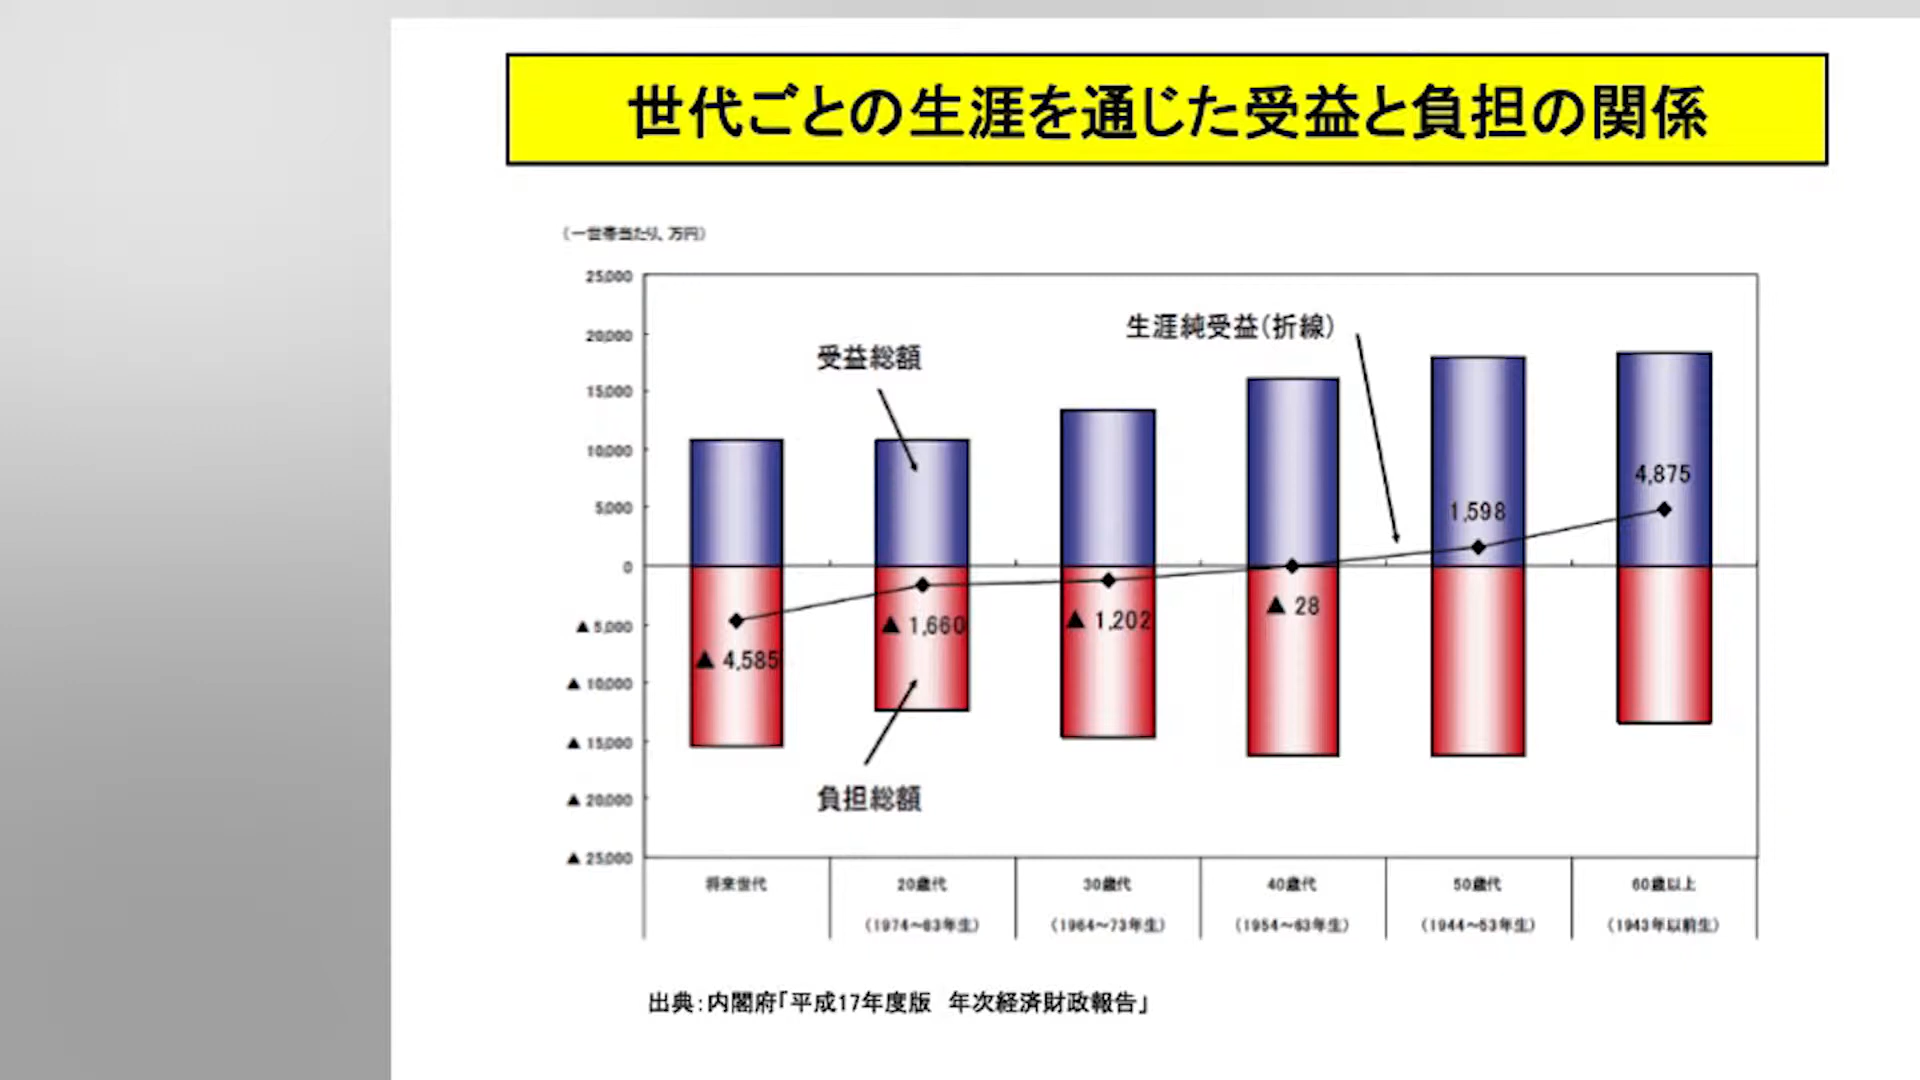 世代ごとの生涯を通じた受益と負担の関係
(一世帯当たり、万円)
25,000
20,000
15,000
10,000
5,000
0
▲ 5,000
▲ 10,000
▲ 15,000
▲ 20,000
▲ 25,000
受益総額
生涯純受益(折線)
負担総額
▲ 4,585
▲ 1,660
▲ 1,202
▲ 28
1,598
4,875
将来世代
20歳代
(1974~83年生)
30歳代
(1964~73年生)
40歳代
(1954~63年生)
50歳代
(1944~53年生)
60歳以上
(1943年以前生)
出典:内閣府「平成17年度版 年次経済財政報告」